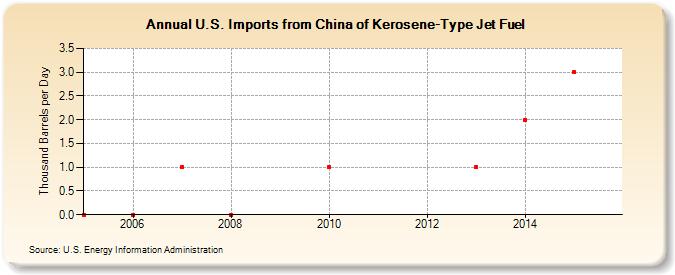 Annual U.S. Imports from China of Kerosene-Type Jet Fuel
Thousand Barrels per Day
3.5
3.0
2.5
2.0
1.5
1.0
0.5
0.0
2006 2008 2010 2012 2014
Source: U.S. Energy Information Administration